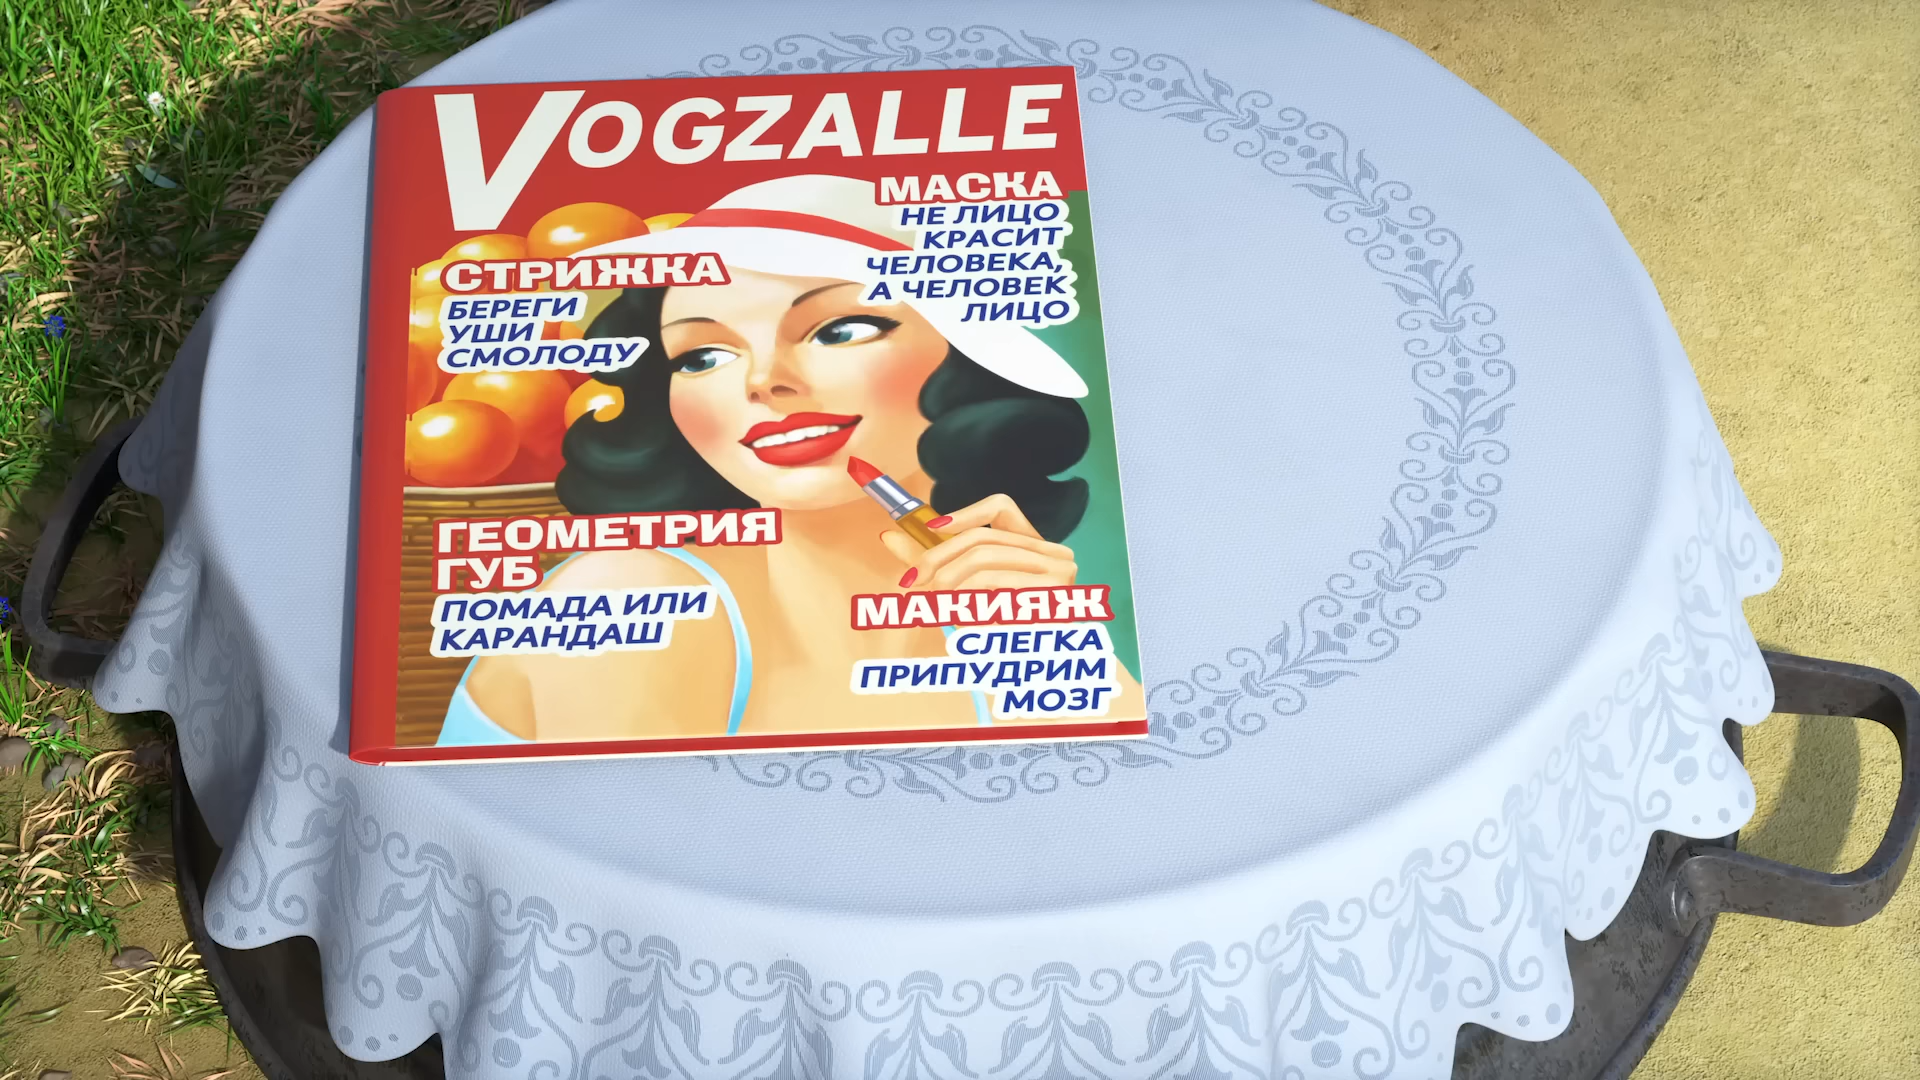 VOGZALLE
МАСКА
НЕ ЛИЦО
КРАСИТ
ЧЕЛОВЕКА,
А ЧЕЛОВЕК
ЛИЦО
СТРИЖКА
БЕРЕГИ
УШИ
СМОЛОДУ
ГЕОМЕТРИЯ
ГУБ
ПОМАДА ИЛИ
КАРАНДАШ
МАКИЯЖ
СЛЕГКА
ПРИПУДРИМ
МОЗГ